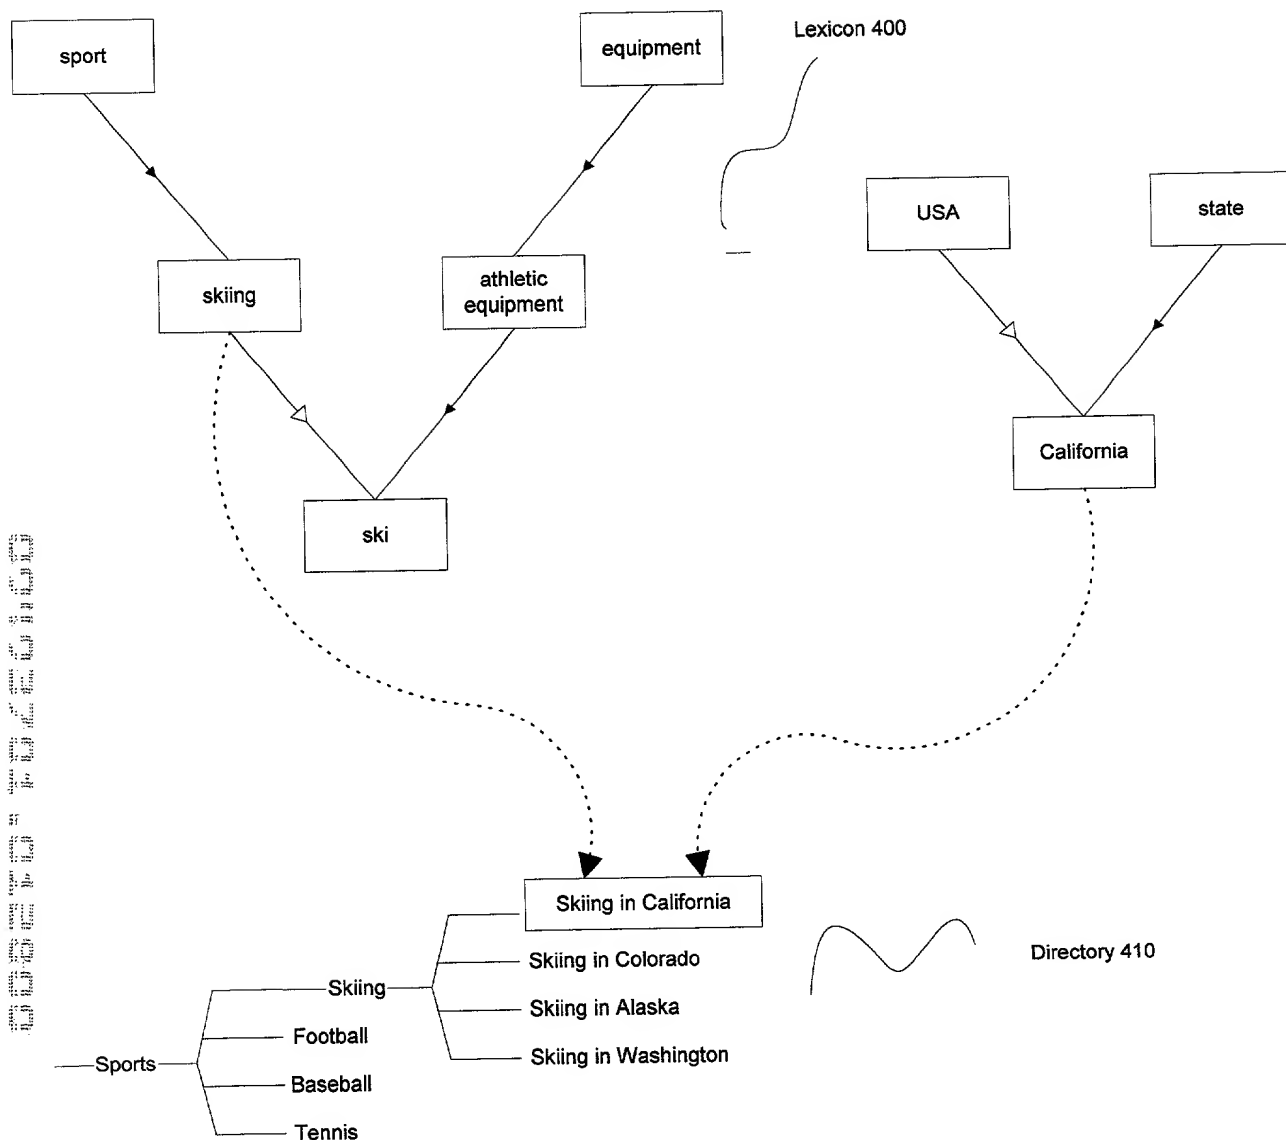 Lexicon 400
sport
equipment
USA
state
skiing
athletic
equipment
California
ski
Skiing in California
Directory 410
Skiing in Colorado
Skiing
Skiing in Alaska
Football
Skiing in Washington
Sports
Baseball
Tennis